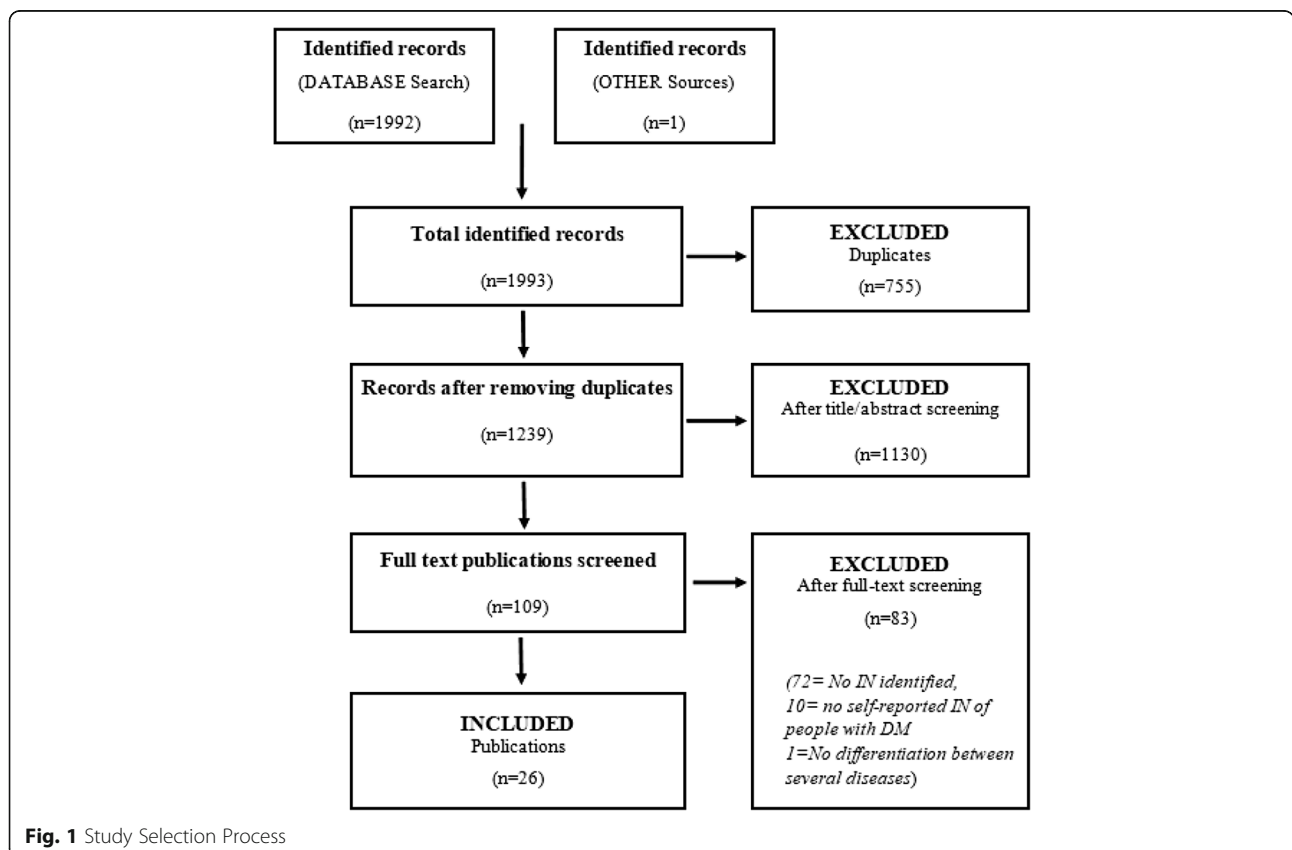 Identified records
(DATABASE Search)
(n=1992)
Identified records
(OTHER Sources)
(n=1)
Total identified records
(n=1993)
EXCLUDED
Duplicates
(n=755)
Records after removing duplicates
(n=1239)
EXCLUDED
After title/abstract screening
(n=1130)
Full text publications screened
(n=109)
EXCLUDED
After full-text screening
(n=83)
(72= No IN identified,
10= no self-reported IN of
people with DM
1=No differentiation between
several diseases)
INCLUDED
Publications
(n=26)
Fig. 1 Study Selection Process